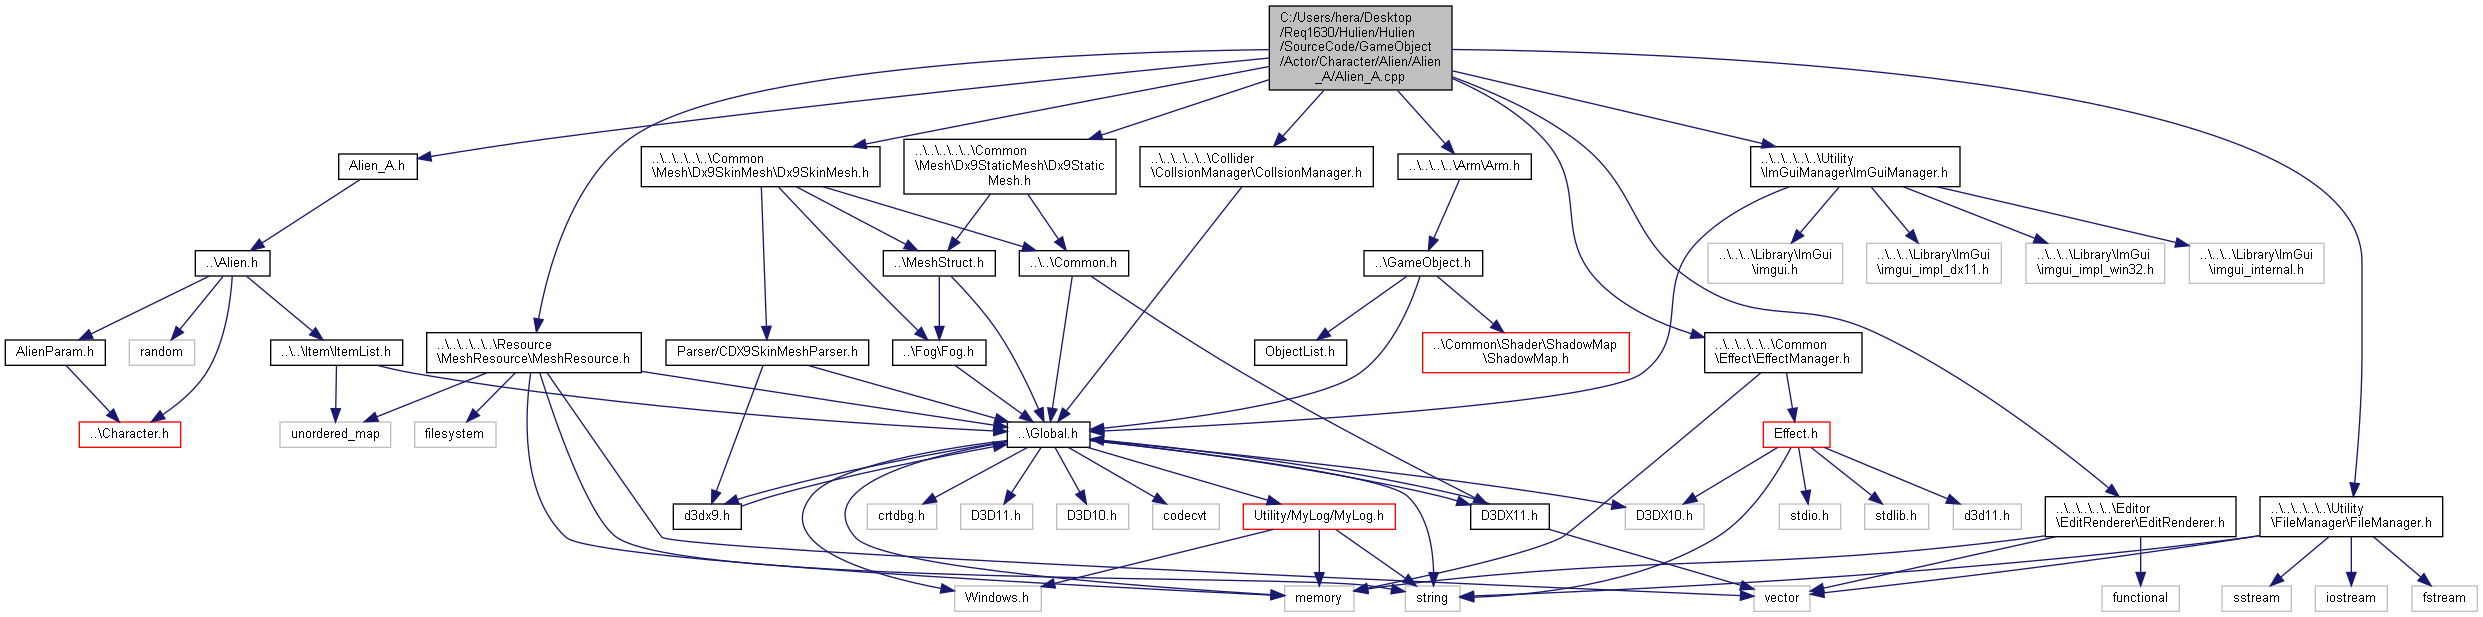 C:/Users/hera/Desktop
/Req1630/Hulien/Hulien
/SourceCode/GameObject
/Actor/Character/Alien/Alien
_A/Alien_A.cpp
Alien_A.h
..\..\..\..\..\Common
\Mesh\Dx9SkinMesh\Dx9SkinMesh.h
..\..\..\..\..\Common
\Mesh\Dx9StaticMesh\Dx9Static
Mesh.h
..\..\..\..\..\Collider
\CollsionManager\CollsionManager.h
..\..\..\..\Arm\Arm.h
..\..\..\..\..\Utility
\ImGuiManager\ImGuiManager.h
..\Alien.h
..\MeshStruct.h
..\..\Common.h
..\GameObject.h
..\..\..\Library\ImGui
\imgui.h
..\..\..\Library\ImGui
\imgui_impl_dx11.h
..\..\..\Library\ImGui
\imgui_impl_win32.h
..\..\..\Library\ImGui
\imgui_internal.h
AlienParam.h
random
..\..\Item\ItemList.h
..\..\..\..\..\Resource
\MeshResource\MeshResource.h
Parser/CDX9SkinMeshParser.h
..\Fog\Fog.h
ObjectList.h
..\Common\Shader\ShadowMap
\ShadowMap.h
..\..\..\..\..\Common
\Effect\EffectManager.h
..\Character.h
unordered_map
filesystem
..\Global.h
Effect.h
d3dx9.h
crtdbg.h
D3D11.h
D3D10.h
codecvt
Utility/MyLog/MyLog.h
D3DX11.h
D3DX10.h
stdio.h
stdlib.h
d3d11.h
..\..\..\..\..\Editor
\EditRenderer\EditRenderer.h
..\..\..\..\..\Utility
\FileManager\FileManager.h
Windows.h
memory
string
vector
functional
sstream
iostream
fstream